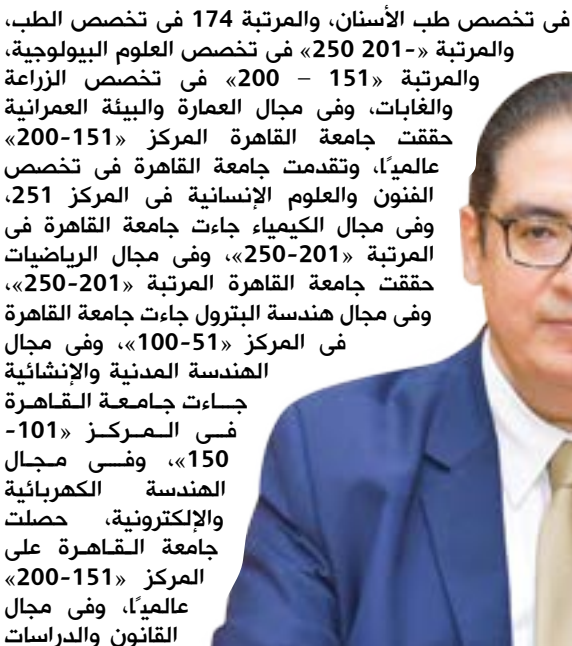 فى تخصص طب الأسنان، والمرتبة 174 فى تخصص الطب،
والمرتبة «-201 250» فى تخصص العلوم البيولوجية،
والمرتبة «151 – 200» فى تخصص الزراعة
والغابات، وفى مجال العمارة والبيئة العمرانية
حققت جامعة القاهرة المركز «151-200»
عالميًا، وتقدمت جامعة القاهرة فى تخصص
الفنون والعلوم الإنسانية فى المركز 251،
وفى مجال الكيمياء جاءت جامعة القاهرة فى
المرتبة «201-250»، وفى مجال الرياضيات
حققت جامعة القاهرة المرتبة «201-250»،
وفى مجال هندسة البترول جاءت جامعة القاهرة
فى المركز «51-100»، وفى مجال
الهندسة المدنية والإنشائية
جاءت جامعة القاهرة
فى المركز «101-
150»، وفى مجال
الهندسة الكهربائية
والإلكترونية، حصلت
جامعة القاهرة على
المركز «151-200»
عالميًا، وفى مجال
القانون والدراسات